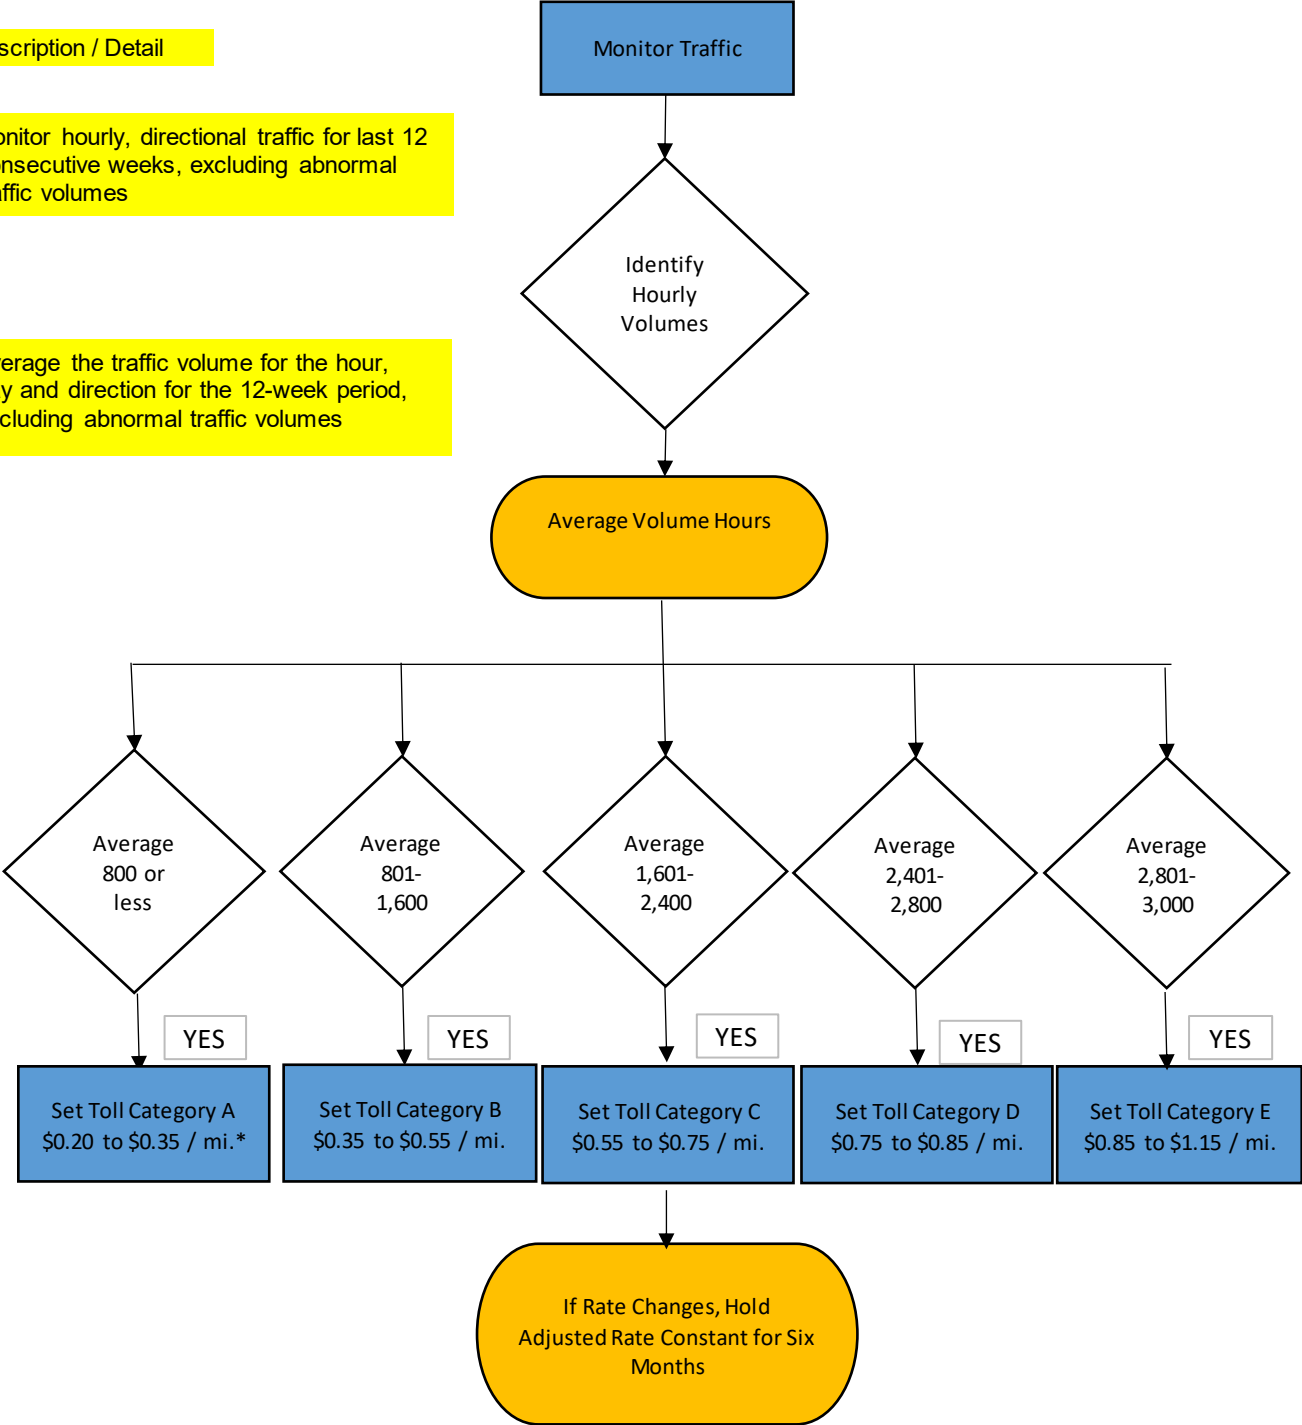 scription / Detail
Monitor Traffic
onitor hourly, directional traffic for last 12
onsecutive weeks, excluding abnormal
affic volumes
Identify
Hourly
Volumes
verage the traffic volume for the hour,
y and direction for the 12-week period,
cluding abnormal traffic volumes
Average Volume Hours
Average
800 or
less
Average
801-
1,600
Average
1,601-
2,400
Average
2,401-
2,800
Average
2,801-
3,000
YES
YES
YES
YES
YES
Set Toll Category A
$0.20 to $0.35 / mi.*
Set Toll Category B
$0.35 to $0.55 / mi.
Set Toll Category C
$0.55 to $0.75 / mi.
Set Toll Category D
$0.75 to $0.85 / mi.
Set Toll Category E
$0.85 to $1.15 / mi.
If Rate Changes, Hold
Adjusted Rate Constant for Six
Months